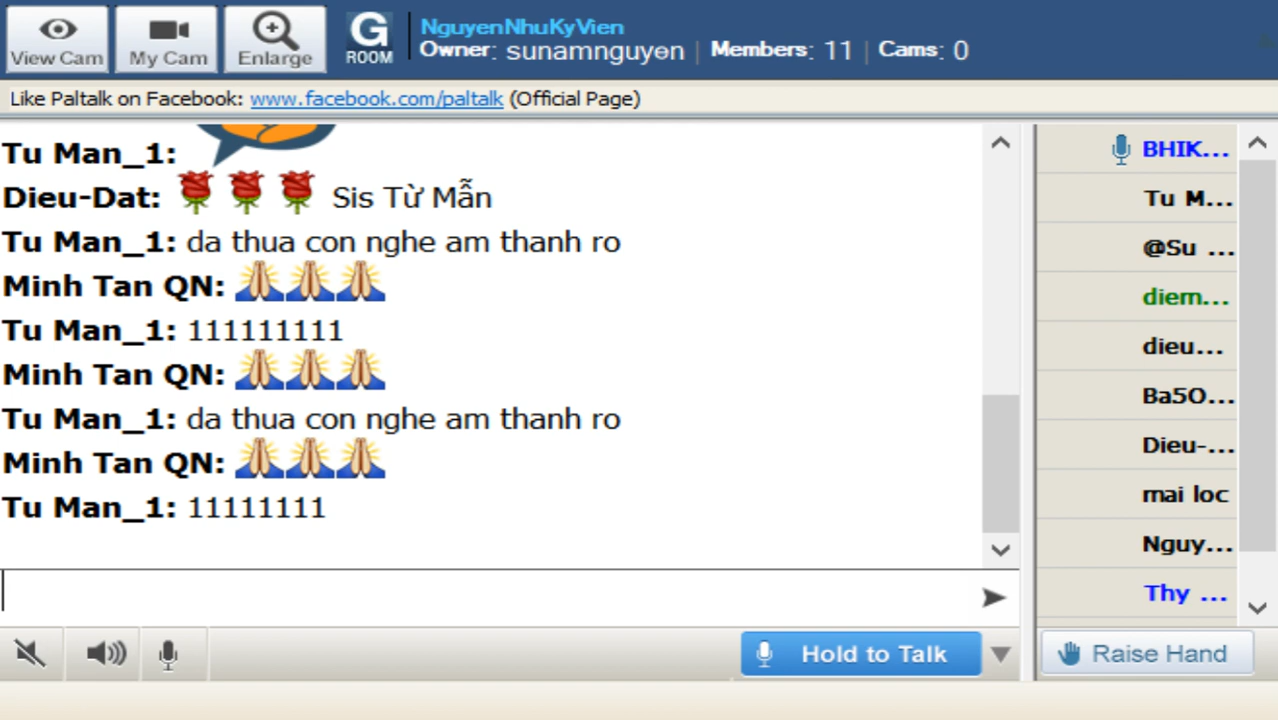 View Cam
My Cam
Enlarge
G
ROOM
NguyenNhuKyVien
Owner: sunamnguyen | Members: 11 | Cams: 0
Like Paltalk on Facebook: www.facebook.com/paltalk (Official Page)
Tu Man_1:
Dieu-Dat: Sis Từ Mẫn
Tu Man_1: da thua con nghe am thanh ro
Minh Tan QN:
Tu Man_1: 111111111
Minh Tan QN:
Tu Man_1: da thua con nghe am thanh ro
Minh Tan QN:
Tu Man_1: 11111111
BHIK...
Tu M...
@Su ...
diem...
dieu...
Ba5O...
Dieu-...
mai loc
Nguy...
Thy ...
Hold to Talk
Raise Hand